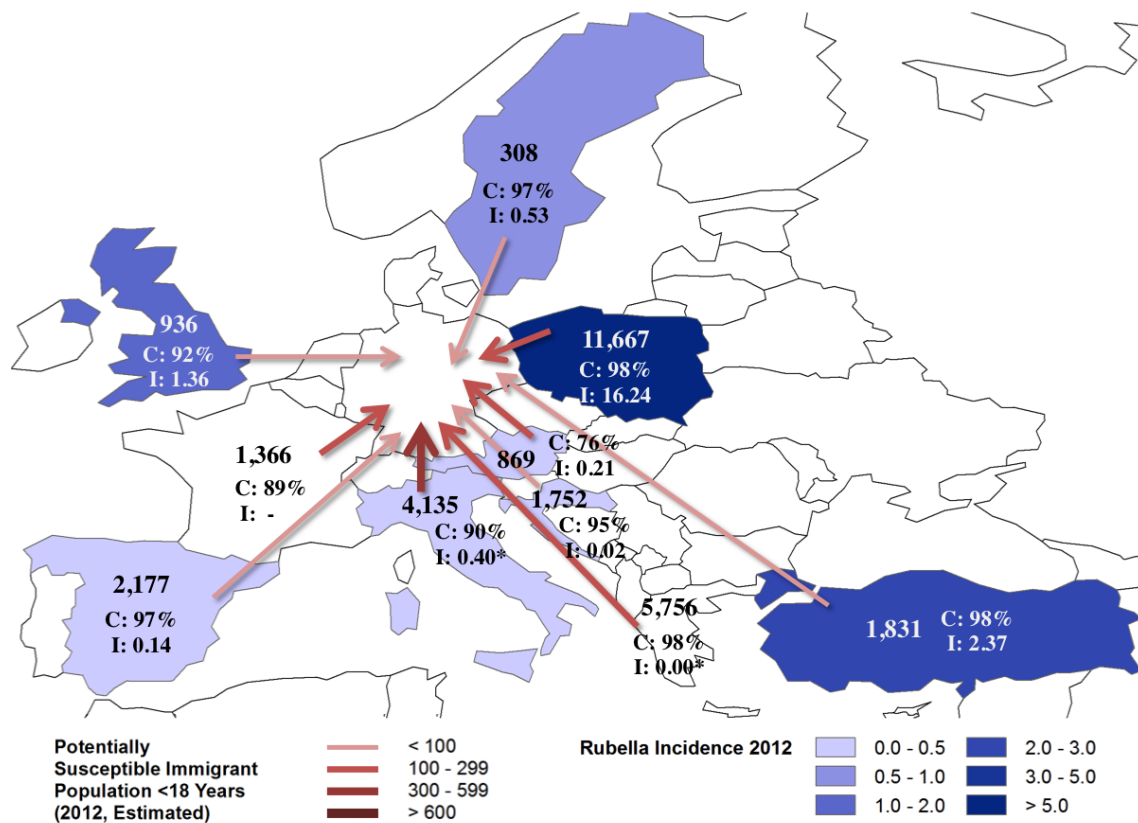 308
C: 97%
I: 0.53
936
C: 92%
I: 1.36
11,667
C: 98%
I: 16.24
1,366
C: 89%
I: -
869
C: 76%
I: 0.21
4,135
C: 90%
I: 0.40*
1,752
C: 95%
I: 0.02
2,177
C: 97%
I: 0.14
5,756
C: 98%
I: 0.00*
1,831
C: 98%
I: 2.37
Potentially
Susceptible Immigrant
Population <18 Years
(2012, Estimated)
< 100
100 - 299
300 - 599
> 600
Rubella Incidence 2012
0.0 - 0.5
0.5 - 1.0
1.0 - 2.0
2.0 - 3.0
3.0 - 5.0
> 5.0